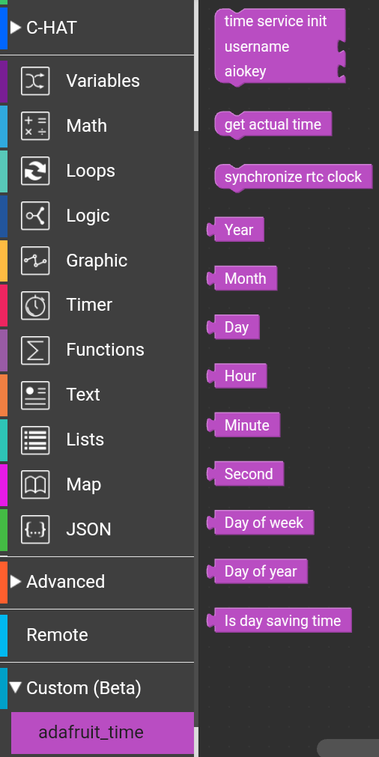 C-HAT
Variables
Math
Loops
Logic
Graphic
Timer
Functions
Text
Lists
Map
JSON
Advanced
Remote
Custom (Beta)
adafruit_time
time service init
username
aiokey
get actual time
synchronize rtc clock
Year
Month
Day
Hour
Minute
Second
Day of week
Day of year
Is day saving time